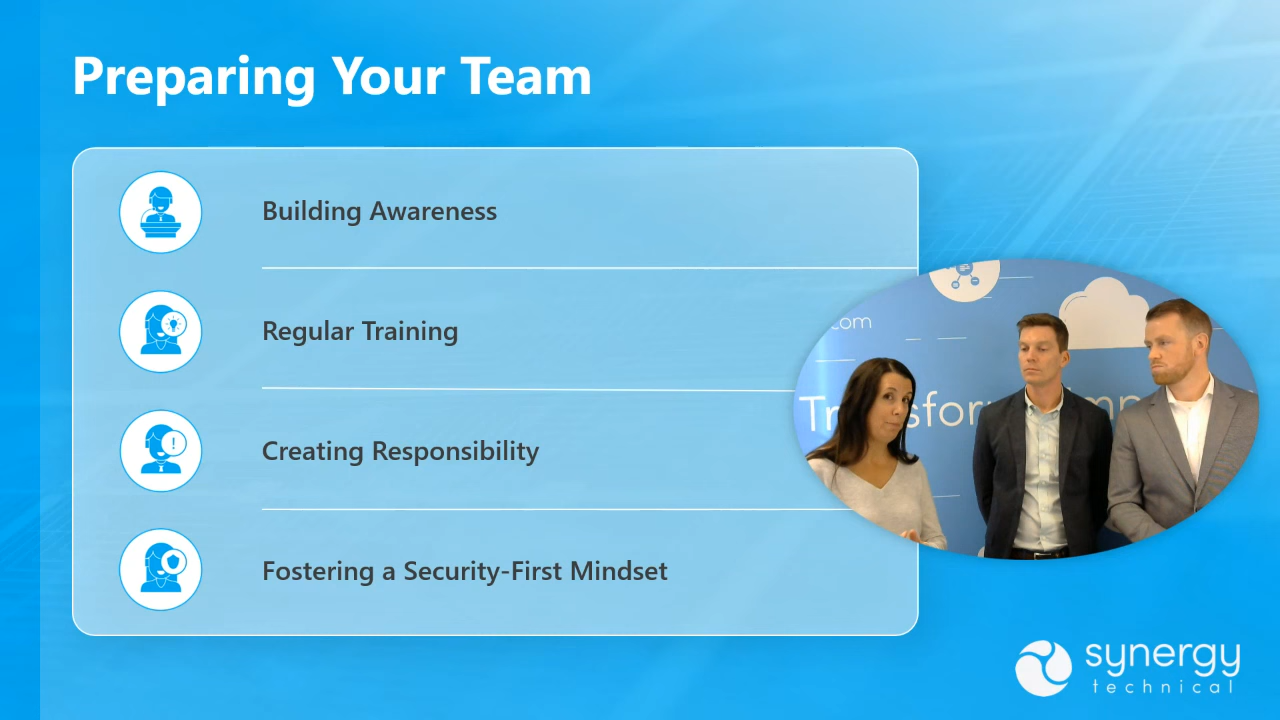 Preparing Your Team
Building Awareness
Regular Training
Creating Responsibility
Fostering a Security-First Mindset
.com
synergy
technical